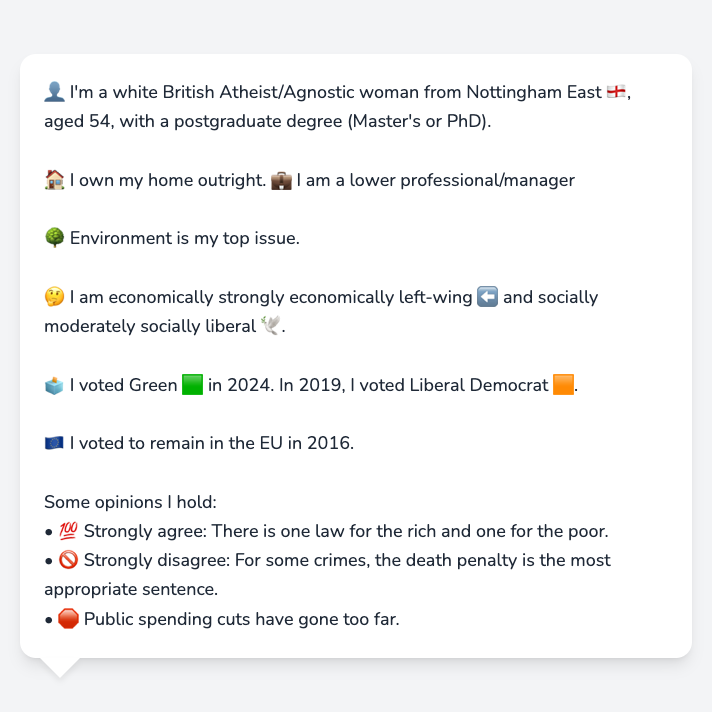 👤 I'm a white British Atheist/Agnostic woman from Nottingham East 🏴󠁧󠁢󠁥󠁮󠁧󠁿,
aged 54, with a postgraduate degree (Master's or PhD).
🏠 I own my home outright. 💼 I am a lower professional/manager
🌳 Environment is my top issue.
🤔 I am economically strongly economically left-wing ⬅️ and socially
moderately socially liberal 🕊️.
🗳️ I voted Green 🟩 in 2024. In 2019, I voted Liberal Democrat 🟧.
🇪🇺 I voted to remain in the EU in 2016.
Some opinions I hold:
• 💯 Strongly agree: There is one law for the rich and one for the poor.
• 🚫 Strongly disagree: For some crimes, the death penalty is the most
appropriate sentence.
• 🛑 Public spending cuts have gone too far.